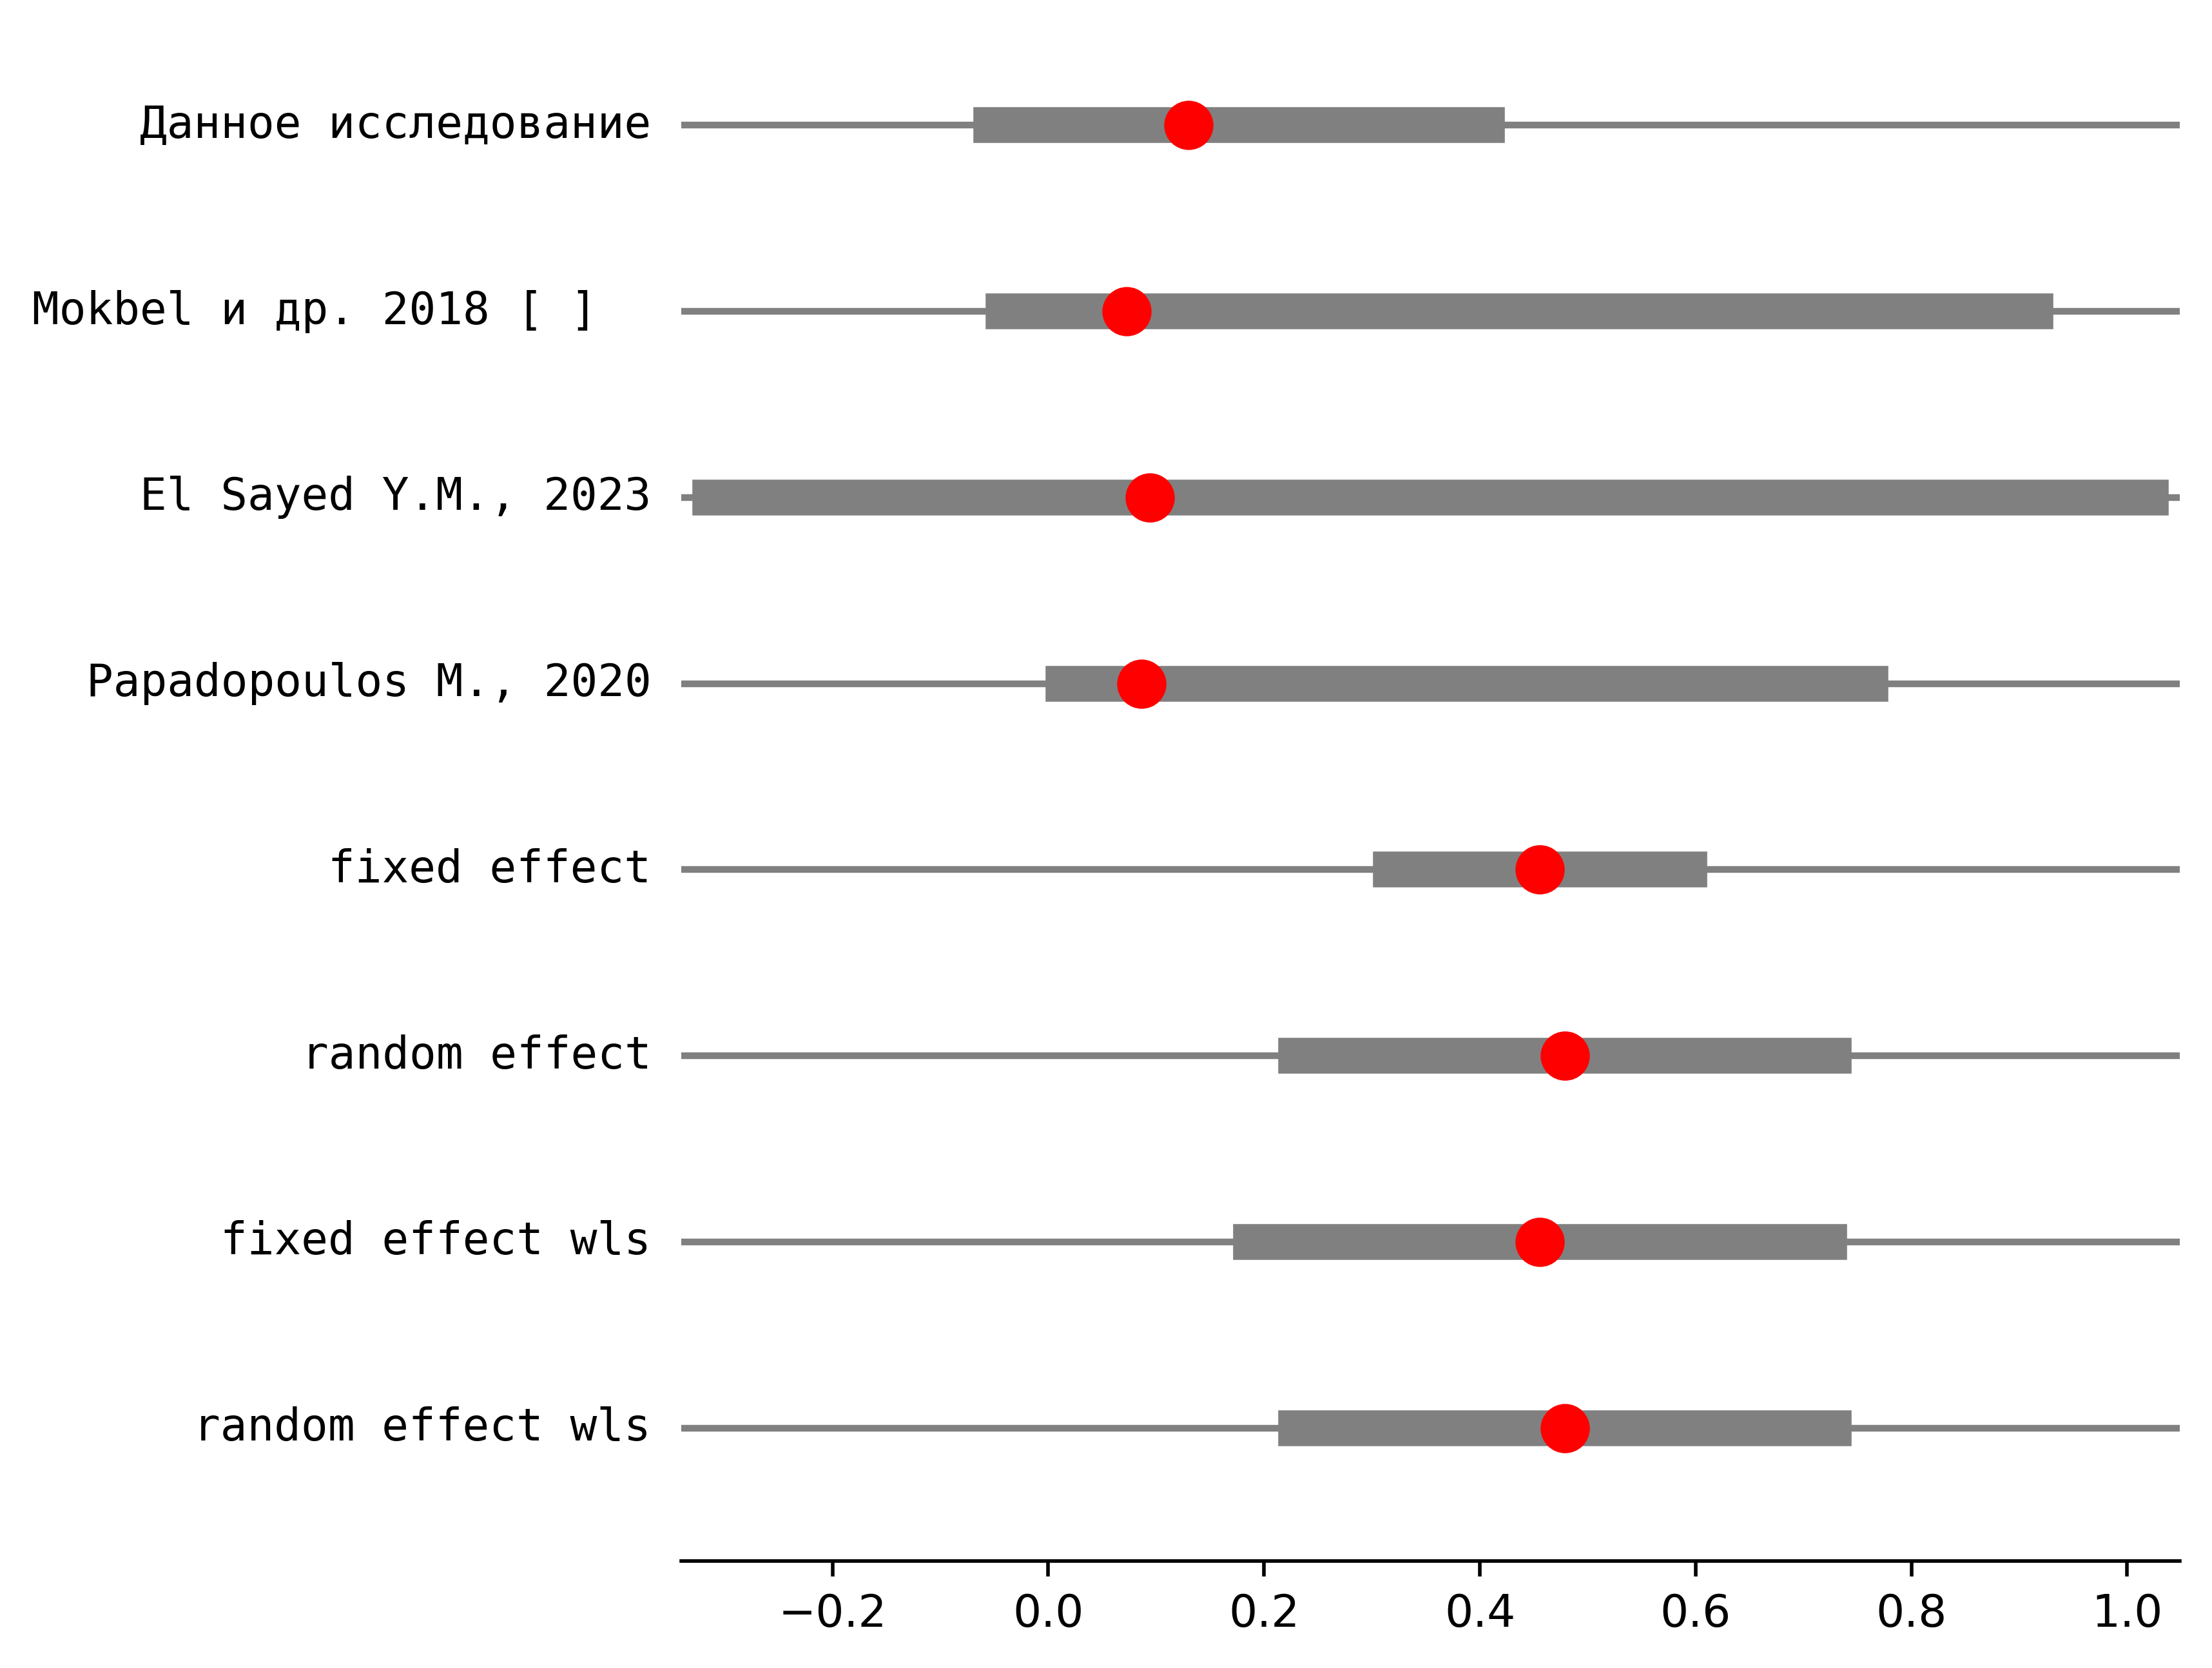 Данное исследование
Mokbel и др. 2018 [ ]
El Sayed Y.M., 2023
Papadopoulos M., 2020
fixed effect
random effect
fixed effect wls
random effect wls
−0.2 0.0 0.2 0.4 0.6 0.8 1.0